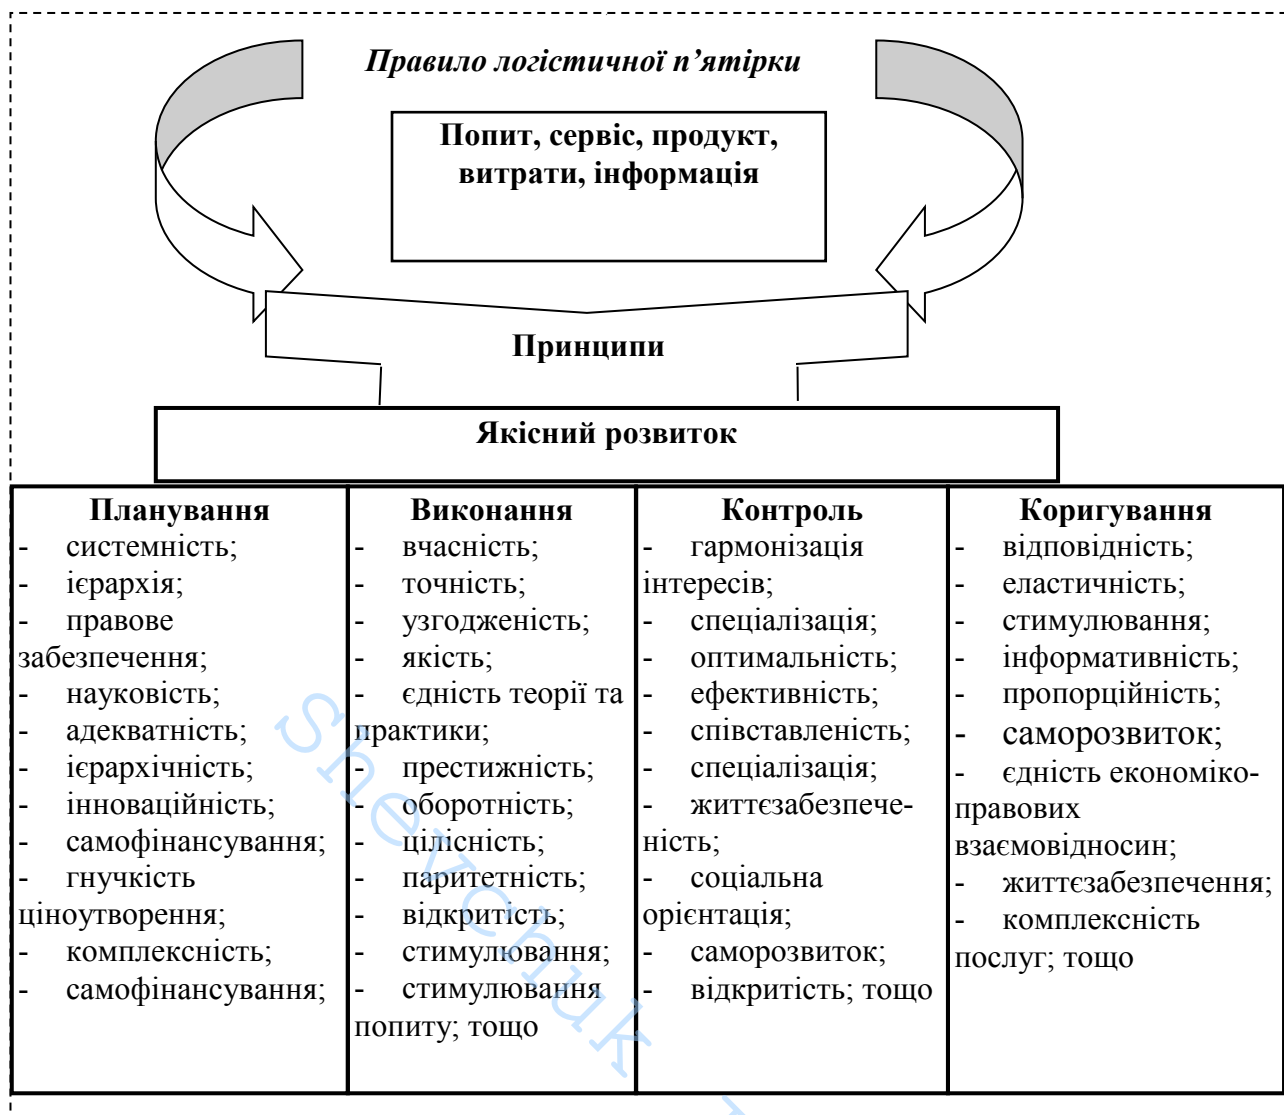 Правило логістичної п’ятірки
Попит, сервіс, продукт,
витрати, інформація
Принципи
Якісний розвиток
Планування
- системність;
- ієрархія;
- правове
забезпечення;
- науковість;
- адекватність;
- ієрархічність;
- інноваційність;
- самофінансування;
- гнучкість
ціноутворення;
- комплексність;
- самофінансування;
Виконання
- вчасність;
- точність;
- узгодженість;
- якість;
- єдність теорії та
практики;
- престижність;
- оборотність;
- цілісність;
- паритетність;
- відкритість;
- стимулювання;
- стимулювання
попиту; тощо
Контроль
- гармонізація
інтересів;
- спеціалізація;
- оптимальність;
- ефективність;
- співставленість;
- спеціалізація;
- життєзабезпече-
ність;
- соціальна
орієнтація;
- саморозвиток;
- відкритість; тощо
Коригування
- відповідність;
- еластичність;
- стимулювання;
- інформативність;
- пропорційність;
- саморозвиток;
- єдність економіко-
правових
взаємовідносин;
- життєзабезпечення;
- комплексність
послуг; тощо
Shevchuk